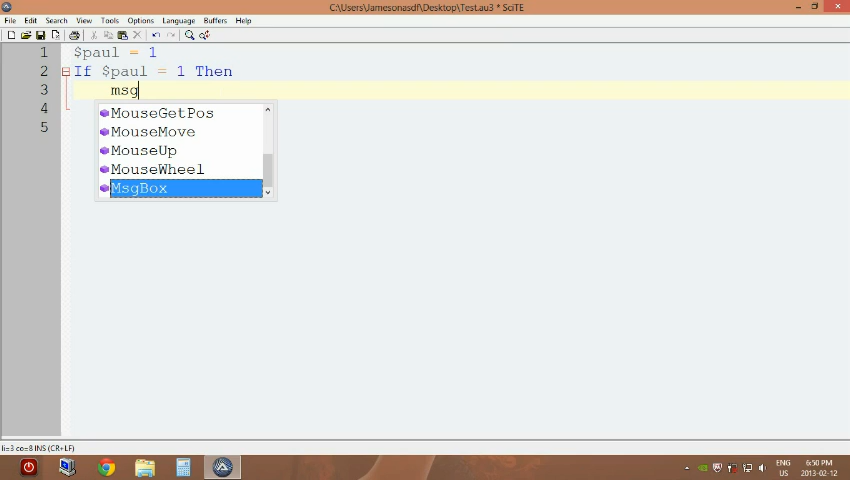 C:\Users\Jamesonasdf\Desktop\Test.au3 * SciTE
File Edit Search View Tools Options Language Buffers Help
1 $paul = 1
2 If $paul = 1 Then
3 msg
4
5
MouseGetPos
MouseMove
MouseUp
MouseWheel
MsgBox
li=3 co=8 INS (CR+LF)
ENG 6:50 PM
US 2013-02-12